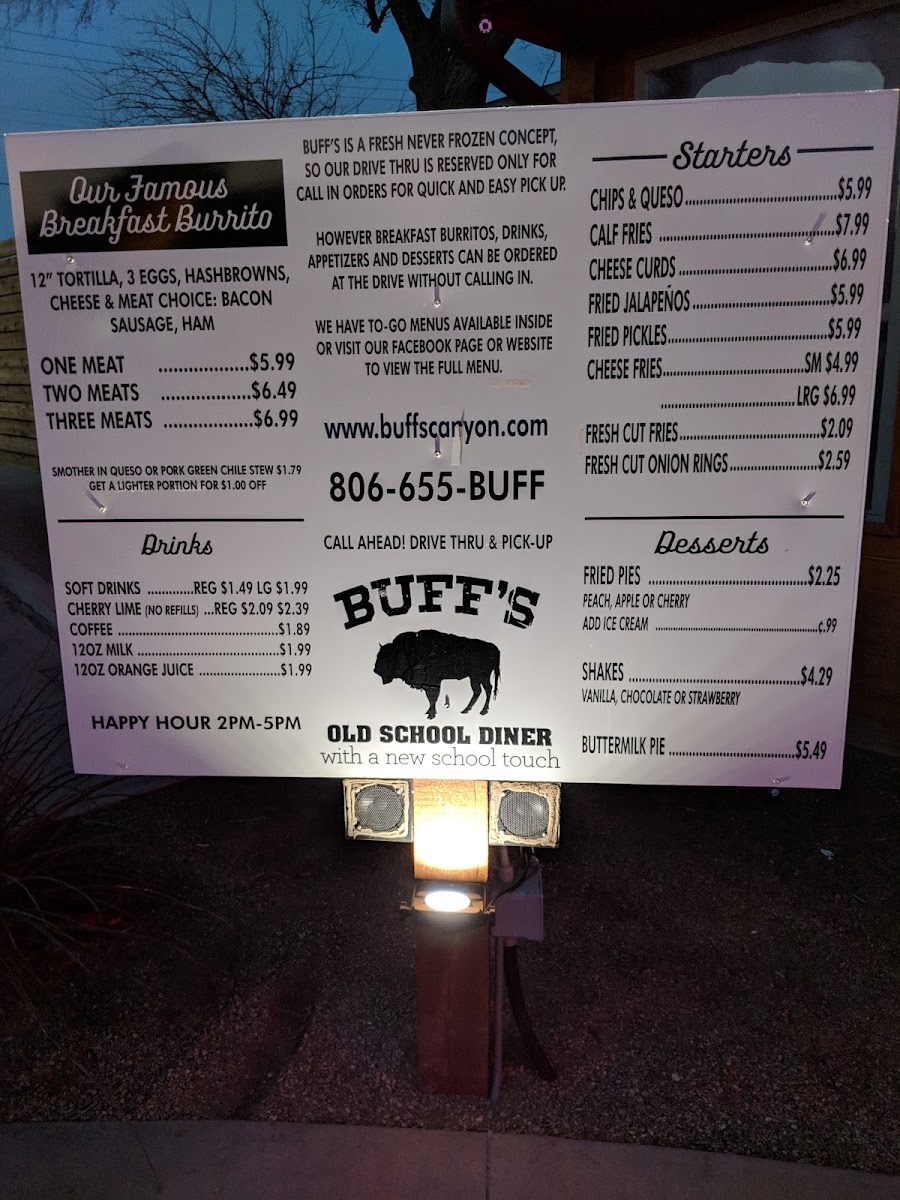 Our Famous
Breakfast Burrito
12" TORTILLA, 3 EGGS, HASHBROWNS,
CHEESE & MEAT CHOICE: BACON
SAUSAGE, HAM
ONE MEAT ..................$5.99
TWO MEATS ..................$6.49
THREE MEATS ..................$6.99
SMOTHER IN QUESO OR PORK GREEN CHILE STEW $1.79
GET A LIGHTER PORTION FOR $1.00 OFF
Drinks
SOFT DRINKS ............REG $1.49 LG $1.99
CHERRY LIME (NO REFILLS) ...REG $2.09 $2.39
COFFEE ..........................................$1.89
12OZ MILK .....................................$1.99
12OZ ORANGE JUICE .....................$1.99
HAPPY HOUR 2PM-5PM
BUFF'S IS A FRESH NEVER FROZEN CONCEPT,
SO OUR DRIVE THRU IS RESERVED ONLY FOR
CALL IN ORDERS FOR QUICK AND EASY PICK UP.
HOWEVER BREAKFAST BURRITOS, DRINKS,
APPETIZERS AND DESSERTS CAN BE ORDERED
AT THE DRIVE WITHOUT CALLING IN.
WE HAVE TO-GO MENUS AVAILABLE INSIDE
OR VISIT OUR FACEBOOK PAGE OR WEBSITE
TO VIEW THE FULL MENU.
www.buffscanyon.com
806-655-BUFF
CALL AHEAD! DRIVE THRU & PICK-UP
BUFF'S
OLD SCHOOL DINER
with a new school touch
Starters
CHIPS & QUESO..............................$5.99
CALF FRIES ...................................$7.99
CHEESE CURDS..............................$6.99
FRIED JALAPEÑOS...........................$5.99
FRIED PICKLES...............................$5.99
CHEESE FRIES...........................SM $4.99
...........................LRG $6.99
FRESH CUT FRIES...........................$2.09
FRESH CUT ONION RINGS.................$2.59
Desserts
FRIED PIES ..................................$2.25
PEACH, APPLE OR CHERRY
ADD ICE CREAM .......................................¢.99
SHAKES .....................................$4.29
VANILLA, CHOCOLATE OR STRAWBERRY
BUTTERMILK PIE ...........................$5.49